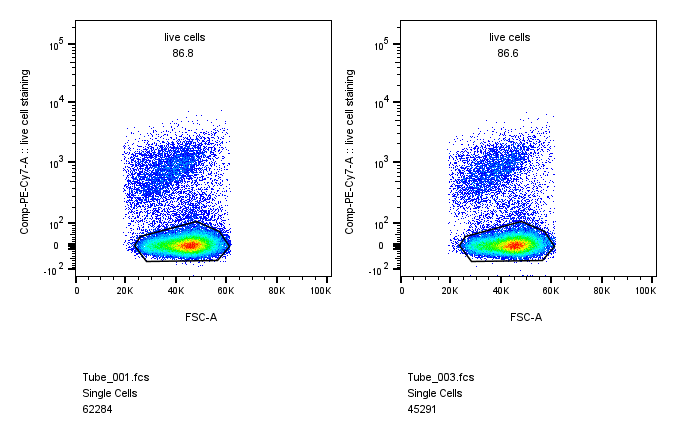 live cells
86.8
10^5
10^4
10^3
10^2
0
-10^2
Comp-PE-Cy7-A :: live cell staining
0
20K
40K
60K
80K
100K
FSC-A
Tube_001.fcs
Single Cells
62284
live cells
86.6
10^5
10^4
10^3
10^2
0
-10^2
Comp-PE-Cy7-A :: live cell staining
0
20K
40K
60K
80K
100K
FSC-A
Tube_003.fcs
Single Cells
45291